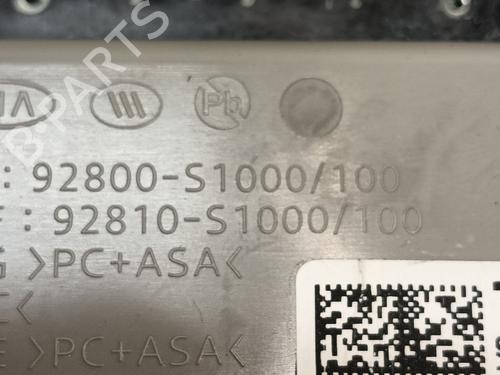 Pb
: 92800-S1000/100
: 92810-S1000/100
>PC+ASA<
<
>PC+ASA<
B-PARTS